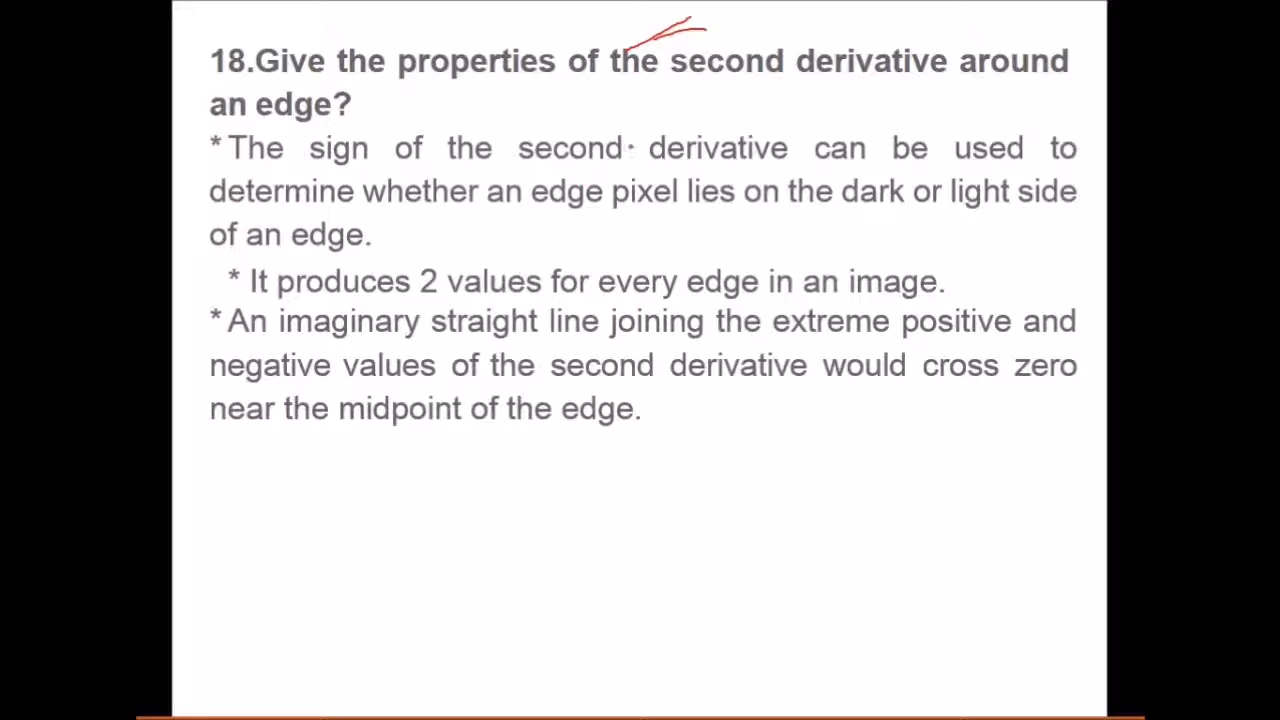 18.Give the properties of the second derivative around
an edge?
* The sign of the second derivative can be used to
determine whether an edge pixel lies on the dark or light side
of an edge.
* It produces 2 values for every edge in an image.
* An imaginary straight line joining the extreme positive and
negative values of the second derivative would cross zero
near the midpoint of the edge.